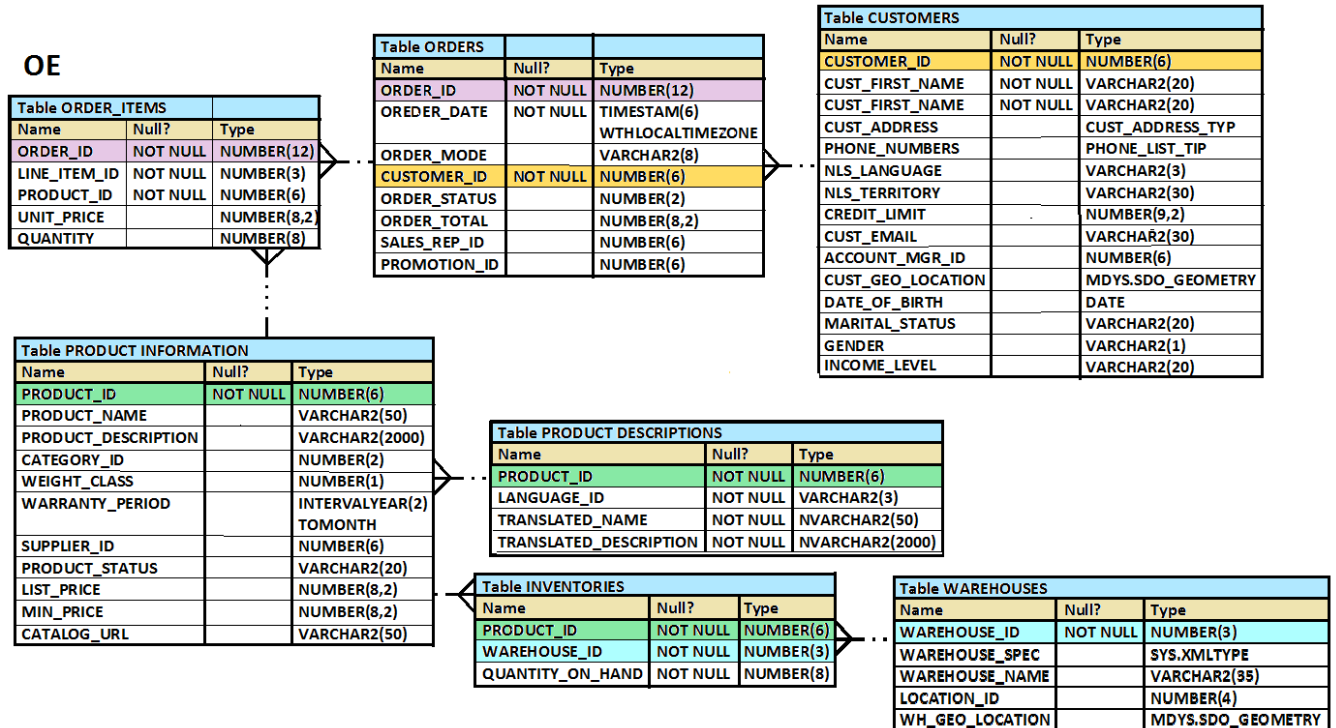 OE
Table ORDER_ITEMS
Name Null? Type
ORDER_ID NOT NULL NUMBER(12)
LINE_ITEM_ID NOT NULL NUMBER(3)
PRODUCT_ID NOT NULL NUMBER(6)
UNIT_PRICE NUMBER(8,2)
QUANTITY NUMBER(8)
Table ORDERS
Name Null? Type
ORDER_ID NOT NULL NUMBER(12)
OREDER_DATE NOT NULL TIMESTAM(6)
WTHLOCALTIMEZONE
ORDER_MODE VARCHAR2(8)
CUSTOMER_ID NOT NULL NUMBER(6)
ORDER_STATUS NUMBER(2)
ORDER_TOTAL NUMBER(8,2)
SALES_REP_ID NUMBER(6)
PROMOTION_ID NUMBER(6)
Table CUSTOMERS
Name Null? Type
CUSTOMER_ID NOT NULL NUMBER(6)
CUST_FIRST_NAME NOT NULL VARCHAR2(20)
CUST_FIRST_NAME NOT NULL VARCHAR2(20)
CUST_ADDRESS CUST_ADDRESS_TYP
PHONE_NUMBERS PHONE_LIST_TIP
NLS_LANGUAGE VARCHAR2(3)
NLS_TERRITORY VARCHAR2(30)
CREDIT_LIMIT NUMBER(9,2)
CUST_EMAIL VARCHAR2(30)
ACCOUNT_MGR_ID NUMBER(6)
CUST_GEO_LOCATION MDYS.SDO_GEOMETRY
DATE_OF_BIRTH DATE
MARITAL_STATUS VARCHAR2(20)
GENDER VARCHAR2(1)
INCOME_LEVEL VARCHAR2(20)
Table PRODUCT INFORMATION
Name Null? Type
PRODUCT_ID NOT NULL NUMBER(6)
PRODUCT_NAME VARCHAR2(50)
PRODUCT_DESCRIPTION VARCHAR2(2000)
CATEGORY_ID NUMBER(2)
WEIGHT_CLASS NUMBER(1)
WARRANTY_PERIOD INTERVALYEAR(2)
TOMONTH
SUPPLIER_ID NUMBER(6)
PRODUCT_STATUS VARCHAR2(20)
LIST_PRICE NUMBER(8,2)
MIN_PRICE NUMBER(8,2)
CATALOG_URL VARCHAR2(50)
Table PRODUCT DESCRIPTIONS
Name Null? Type
PRODUCT_ID NOT NULL NUMBER(6)
LANGUAGE_ID NOT NULL VARCHAR2(3)
TRANSLATED_NAME NOT NULL NVARCHAR2(50)
TRANSLATED_DESCRIPTION NOT NULL NVARCHAR2(2000)
Table INVENTORIES
Name Null? Type
PRODUCT_ID NOT NULL NUMBER(6)
WAREHOUSE_ID NOT NULL NUMBER(3)
QUANTITY_ON_HAND NOT NULL NUMBER(8)
Table WAREHOUSES
Name Null? Type
WAREHOUSE_ID NOT NULL NUMBER(3)
WAREHOUSE_SPEC SYS.XMLTYPE
WAREHOUSE_NAME VARCHAR2(35)
LOCATION_ID NUMBER(4)
WH_GEO_LOCATION MDYS.SDO_GEOMETRY